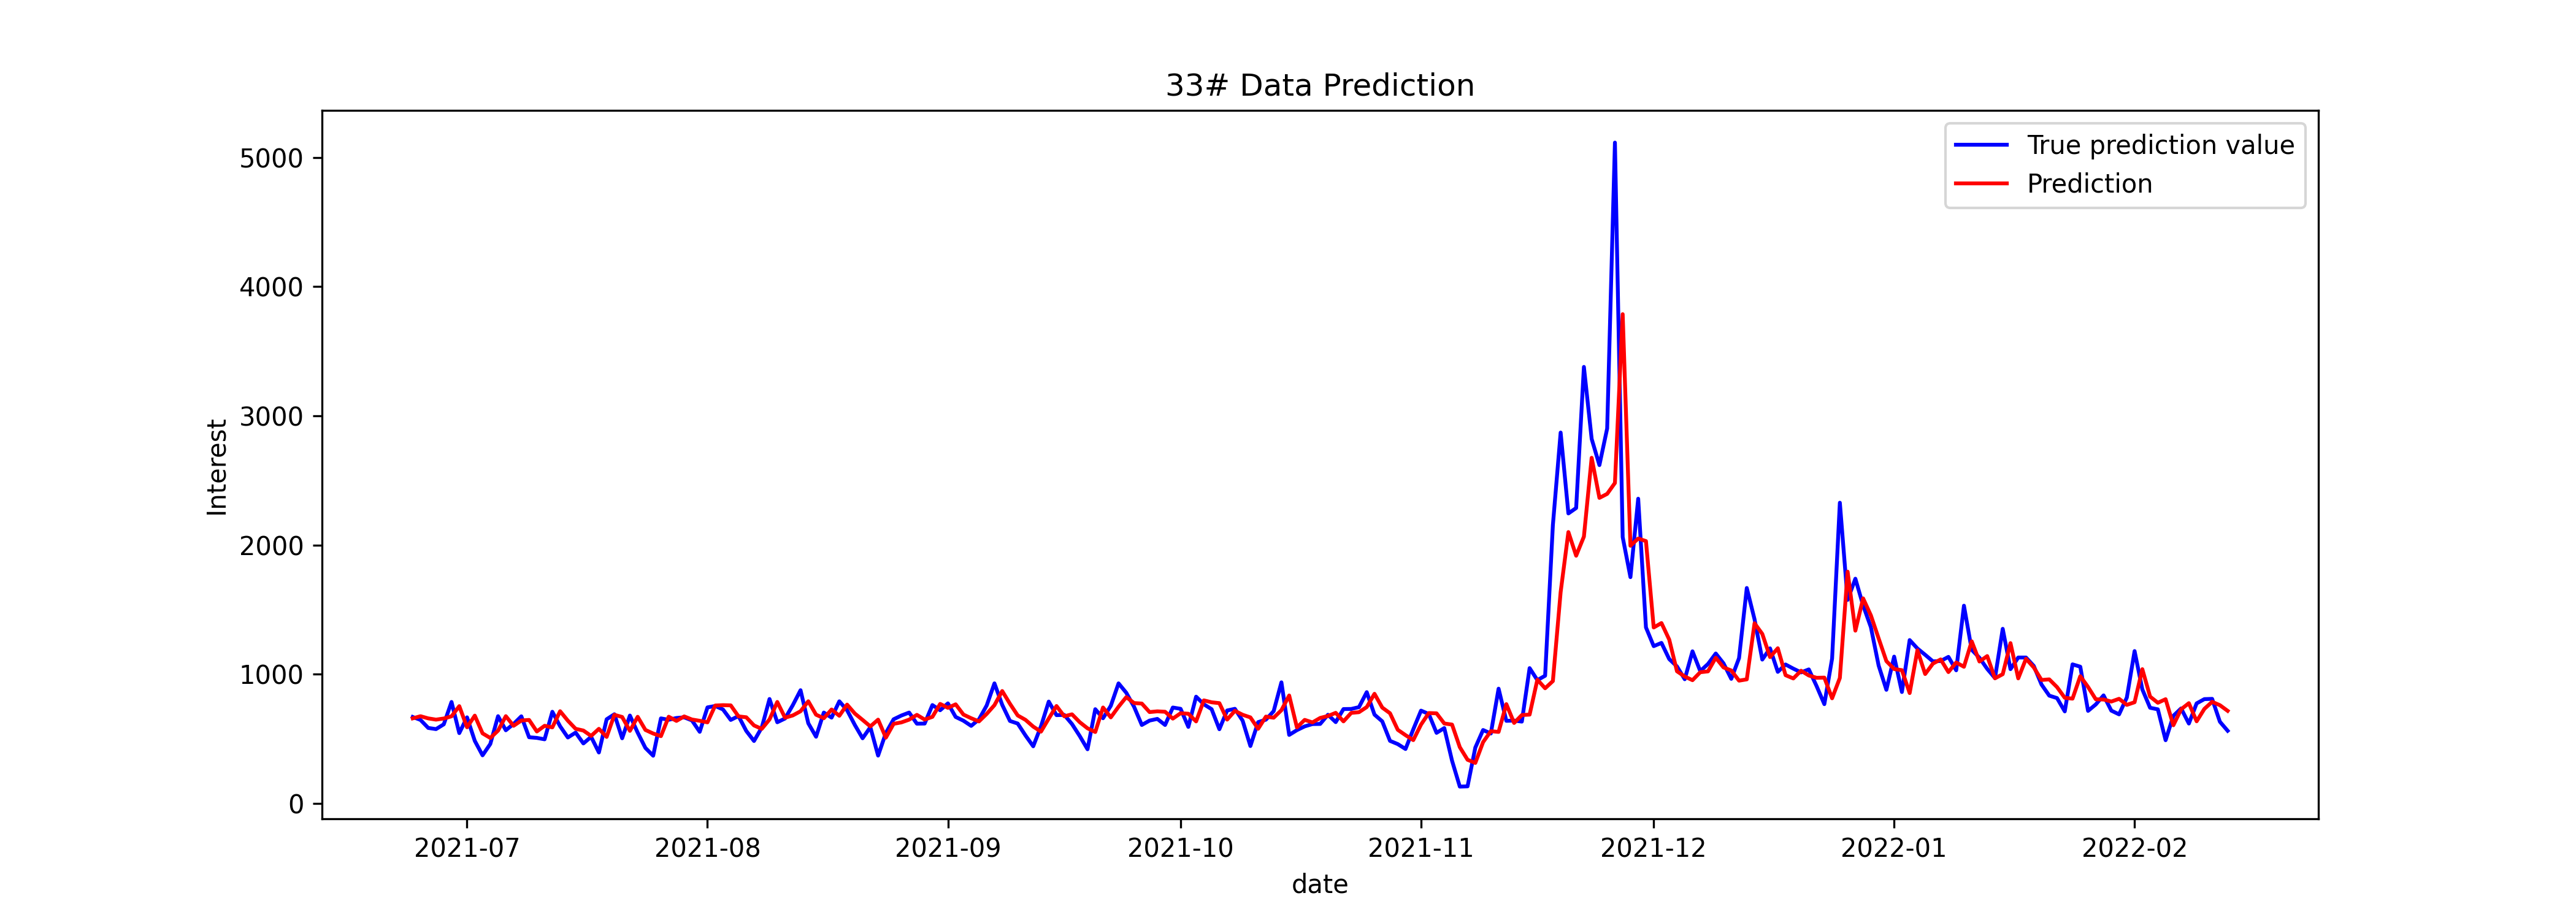 33# Data Prediction
True prediction value
Prediction
5000
4000
3000
2000
1000
0
Interest
2021-07 2021-08 2021-09 2021-10 2021-11 2021-12 2022-01 2022-02
date